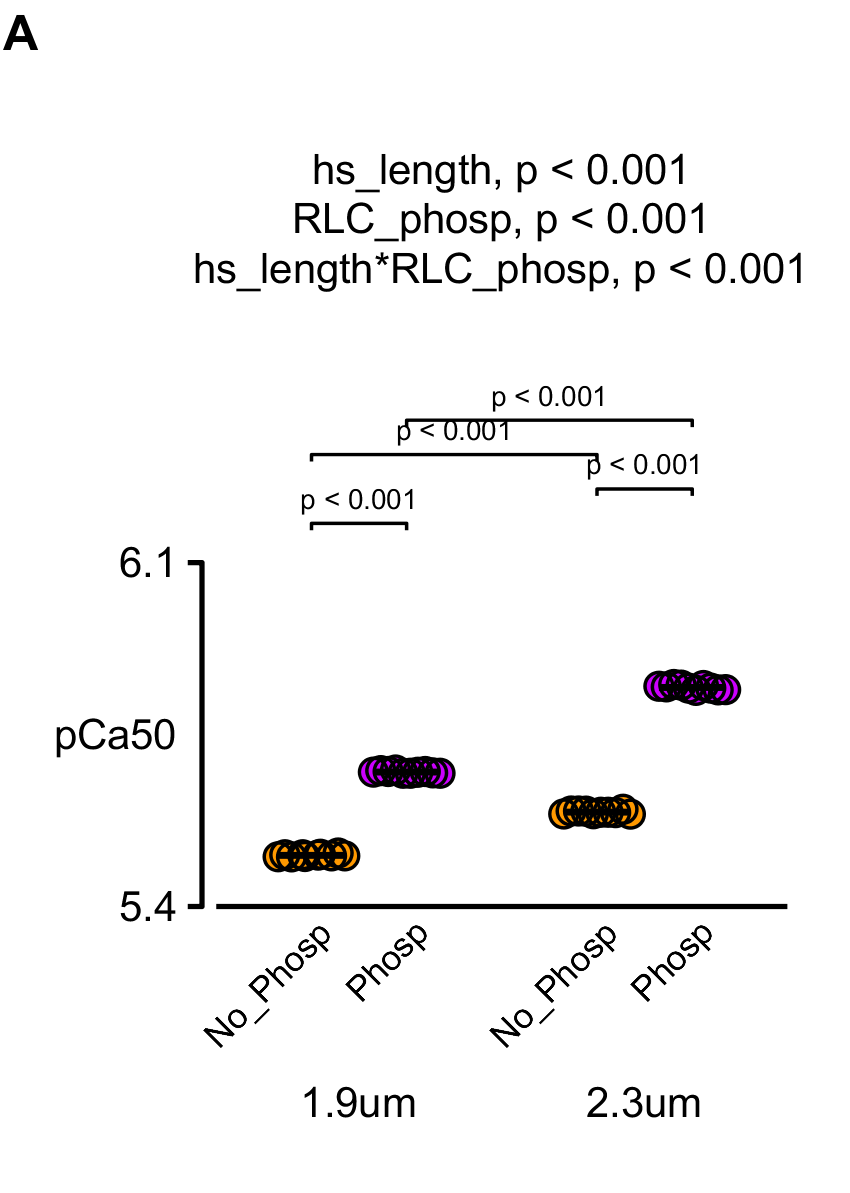 A
hs_length, p < 0.001
RLC_phosp, p < 0.001
hs_length*RLC_phosp, p < 0.001
p < 0.001
p < 0.001
p < 0.001
p < 0.001
6.1
pCa50
5.4
No_Phosp
Phosp
No_Phosp
Phosp
1.9um
2.3um